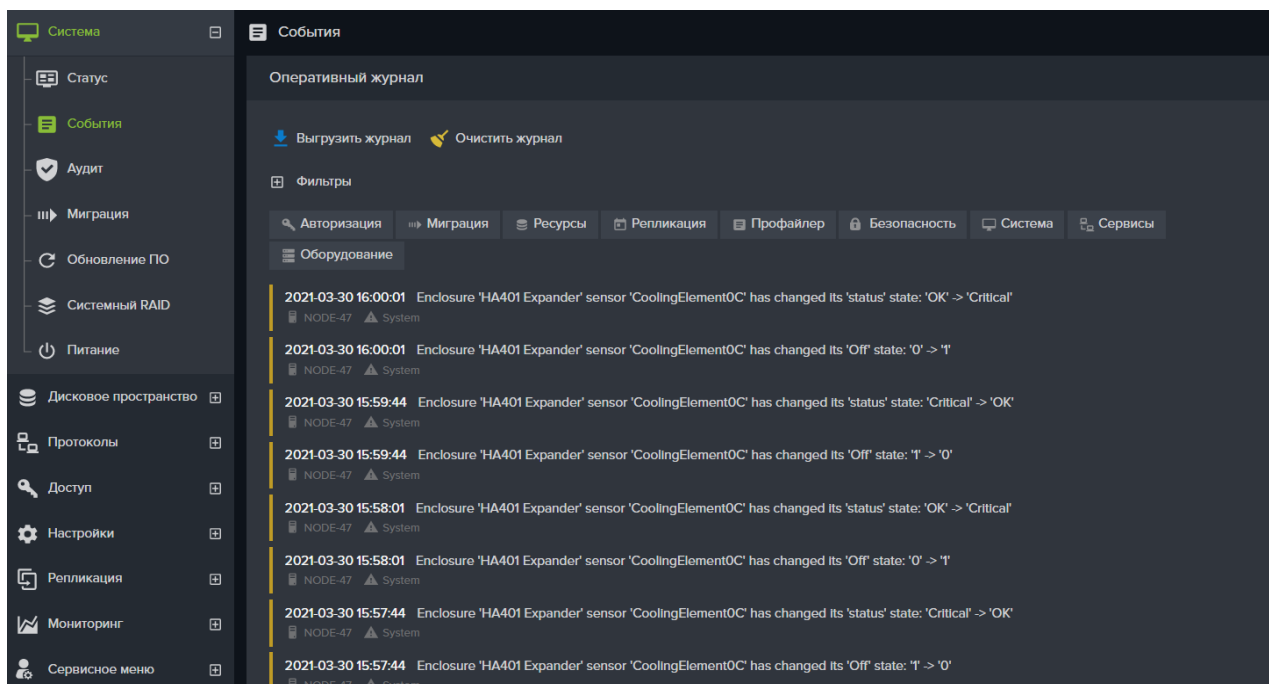 Система
Статус
События
Аудит
Миграция
Обновление ПО
Системный RAID
Питание
Дисковое пространство
Протоколы
Доступ
Настройки
Репликация
Мониторинг
Сервисное меню
События
Оперативный журнал
Выгрузить журнал Очистить журнал
Фильтры
Авторизация Миграция Ресурсы Репликация Профайлер Безопасность Система Сервисы
Оборудование
2021-03-30 16:00:01 Enclosure 'HA401 Expander' sensor 'CoolingElement0C' has changed its 'status' state: 'OK' -> 'Critical'
NODE-47 System
2021-03-30 16:00:01 Enclosure 'HA401 Expander' sensor 'CoolingElement0C' has changed its 'Off' state: '0' -> '1'
NODE-47 System
2021-03-30 15:59:44 Enclosure 'HA401 Expander' sensor 'CoolingElement0C' has changed its 'status' state: 'Critical' -> 'OK'
NODE-47 System
2021-03-30 15:59:44 Enclosure 'HA401 Expander' sensor 'CoolingElement0C' has changed its 'Off' state: '1' -> '0'
NODE-47 System
2021-03-30 15:58:01 Enclosure 'HA401 Expander' sensor 'CoolingElement0C' has changed its 'status' state: 'OK' -> 'Critical'
NODE-47 System
2021-03-30 15:58:01 Enclosure 'HA401 Expander' sensor 'CoolingElement0C' has changed its 'Off' state: '0' -> '1'
NODE-47 System
2021-03-30 15:57:44 Enclosure 'HA401 Expander' sensor 'CoolingElement0C' has changed its 'status' state: 'Critical' -> 'OK'
NODE-47 System
2021-03-30 15:57:44 Enclosure 'HA401 Expander' sensor 'CoolingElement0C' has changed its 'Off' state: '1' -> '0'
NODE-47 System